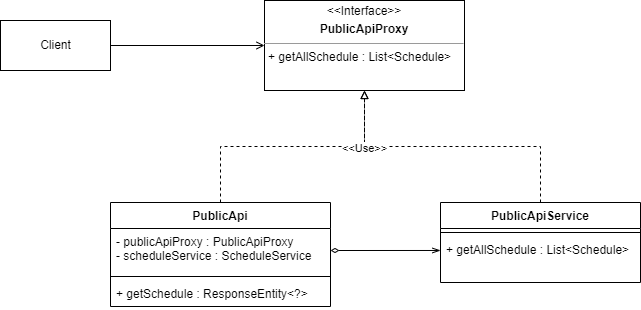 <<Interface>>
PublicApiProxy
Client
+ getAllSchedule : List<Schedule>
<<Use>>
PublicApi
- publicApiProxy : PublicApiProxy
- scheduleService : ScheduleService
+ getSchedule : ResponseEntity<?>
PublicApiService
+ getAllSchedule : List<Schedule>